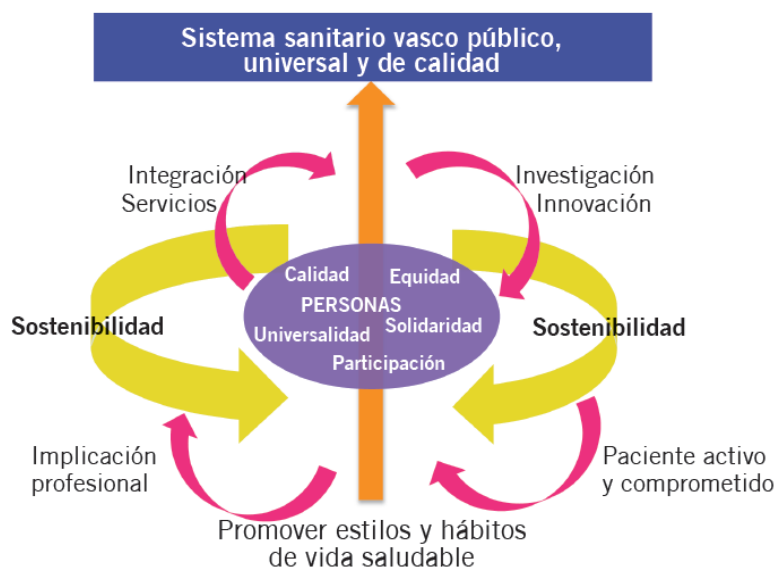 Sistema sanitario vasco público,
universal y de calidad
Integración
Servicios
Investigación
Innovación
Calidad
Equidad
PERSONAS
Universalidad
Solidaridad
Participación
Sostenibilidad
Sostenibilidad
Implicación
profesional
Paciente activo
y comprometido
Promover estilos y hábitos
de vida saludable